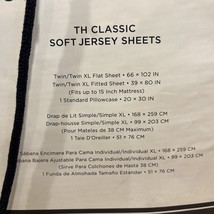 TH CLASSIC
SOFT JERSEY SHEETS
Twin/Twin XL Flat Sheet • 66 x 102 IN
Twin/Twin XL Fitted Sheet • 39 x 80 IN
(Fits up to 15 Inch Mattress)
1 Standard Pillowcase • 20 x 30 IN
Drap de Lit Simple/Simple XL • 168 x 259 CM
Drap-housse Simple/Simple XL • 99 x 203 CM
(Pour Matelas de 38 CM Maximum)
1 Taie D'Oreiller • 51 x 76 CM
Sábana Encimera Para Cama Individual/Individual XL • 168 x 259 CM
Sábana Bajera Ajustable Para Cama Individual/Individual XL • 99 x 203 CM
(Sirve Para Colchones de Hasta 38 CM)
1 Funda de Almohada Tamaño Estándar • 51 x 76 CM